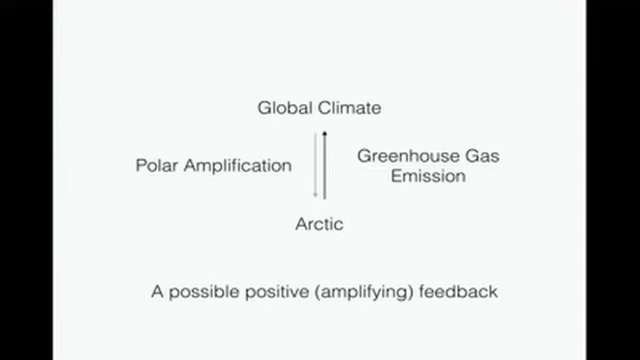 Global Climate
Polar Amplification
Greenhouse Gas
Emission
Arctic
A possible positive (amplifying) feedback